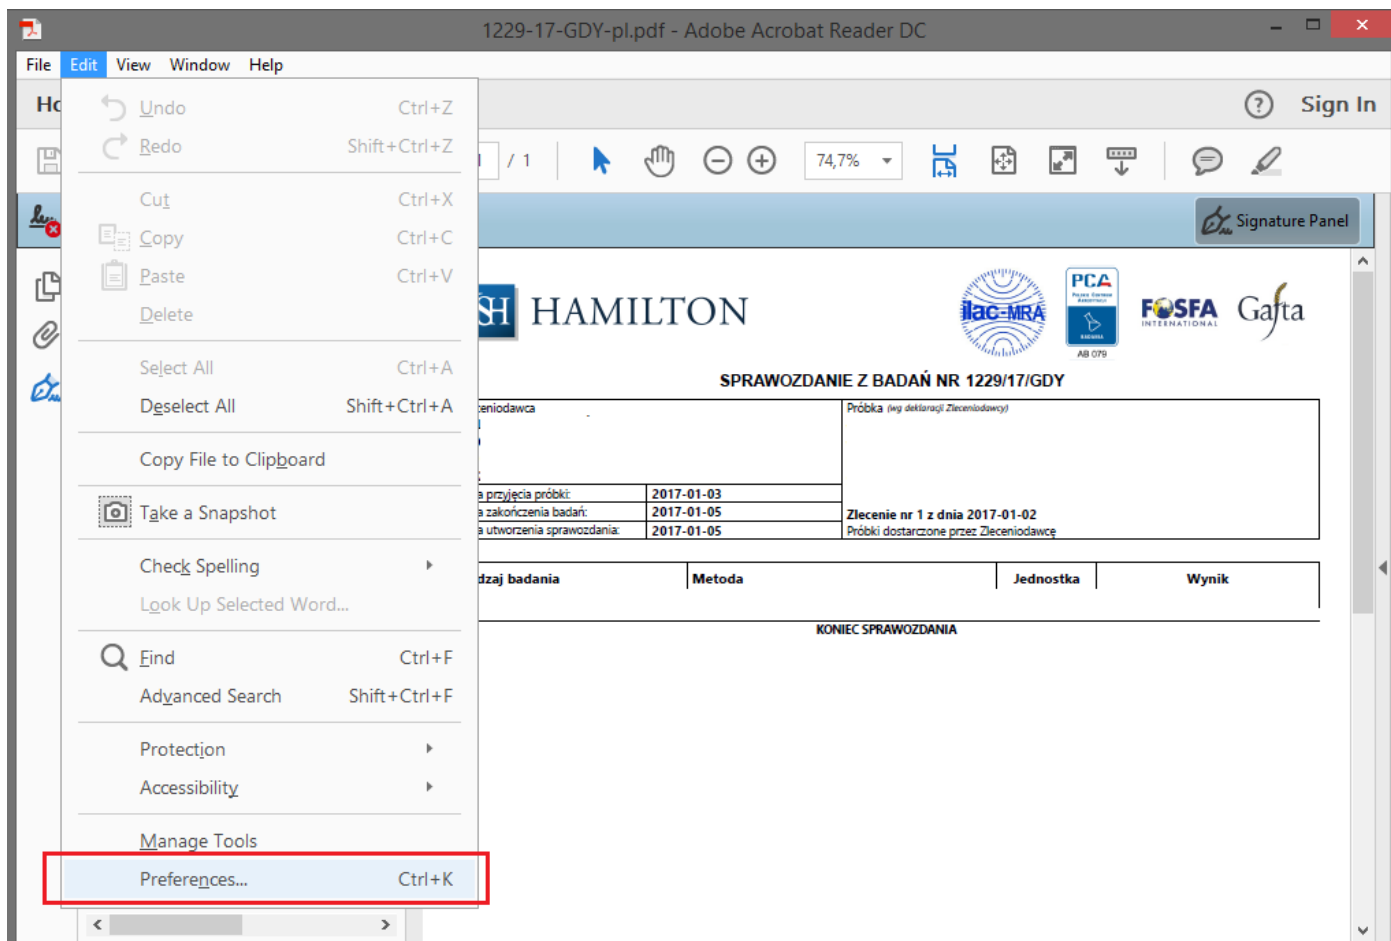 1229-17-GDY-pl.pdf - Adobe Acrobat Reader DC
File Edit View Window Help
Sign In
Undo Ctrl+Z
Redo Shift+Ctrl+Z
/ 1
74,7%
Cut Ctrl+X
Copy Ctrl+C
Paste Ctrl+V
Delete
Select All Ctrl+A
Deselect All Shift+Ctrl+A
Copy File to Clipboard
Take a Snapshot
Check Spelling
Look Up Selected Word...
Find Ctrl+F
Advanced Search Shift+Ctrl+F
Protection
Accessibility
Manage Tools
Preferences... Ctrl+K
Signature Panel
HAMILTON
ilac-MRA
PCA
BADANIA
AB 079
FOSFA
INTERNATIONAL
Gafta
SPRAWOZDANIE Z BADAŃ NR 1229/17/GDY
eniodawca
Próbka (wg deklaracji Zleceniodawcy)
a przyjęcia próbki: 2017-01-03
a zakończenia badań: 2017-01-05
a utworzenia sprawozdania: 2017-01-05
Zlecenie nr 1 z dnia 2017-01-02
Próbki dostarczone przez Zleceniodawcę
dzaj badania Metoda Jednostka Wynik
KONIEC SPRAWOZDANIA